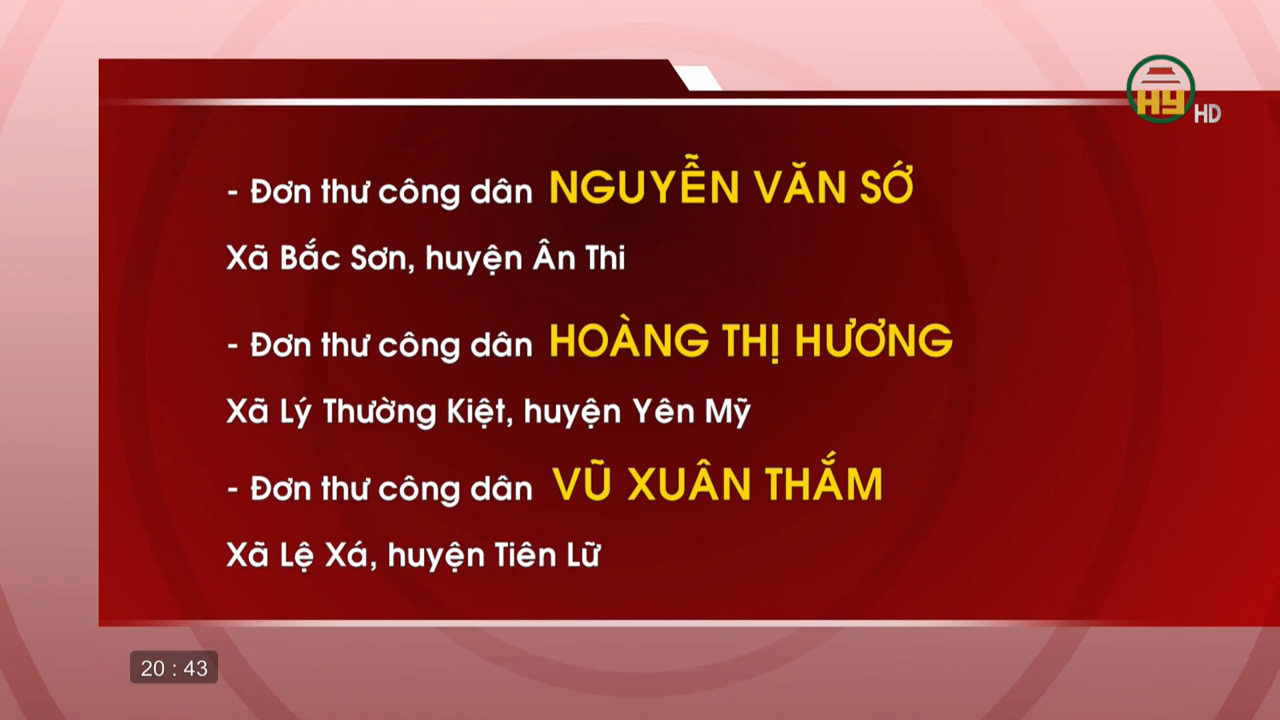 HY HD
- Đơn thư công dân NGUYỄN VĂN SỚ
Xã Bắc Sơn, huyện Ân Thi
- Đơn thư công dân HOÀNG THỊ HƯƠNG
Xã Lý Thường Kiệt, huyện Yên Mỹ
- Đơn thư công dân VŨ XUÂN THẮM
Xã Lệ Xá, huyện Tiên Lữ
20 : 43